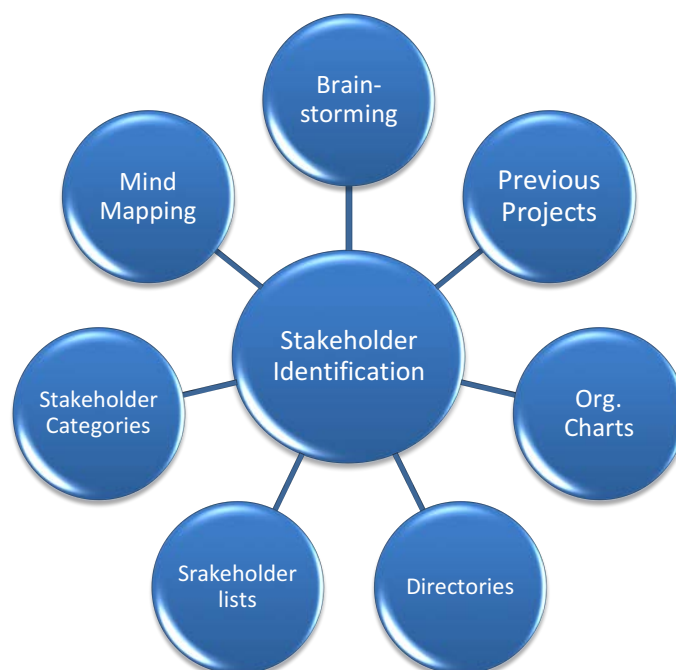 Brain-
storming
Previous
Projects
Mind
Mapping
Stakeholder
Identification
Org.
Charts
Stakeholder
Categories
Srakeholder
lists
Directories